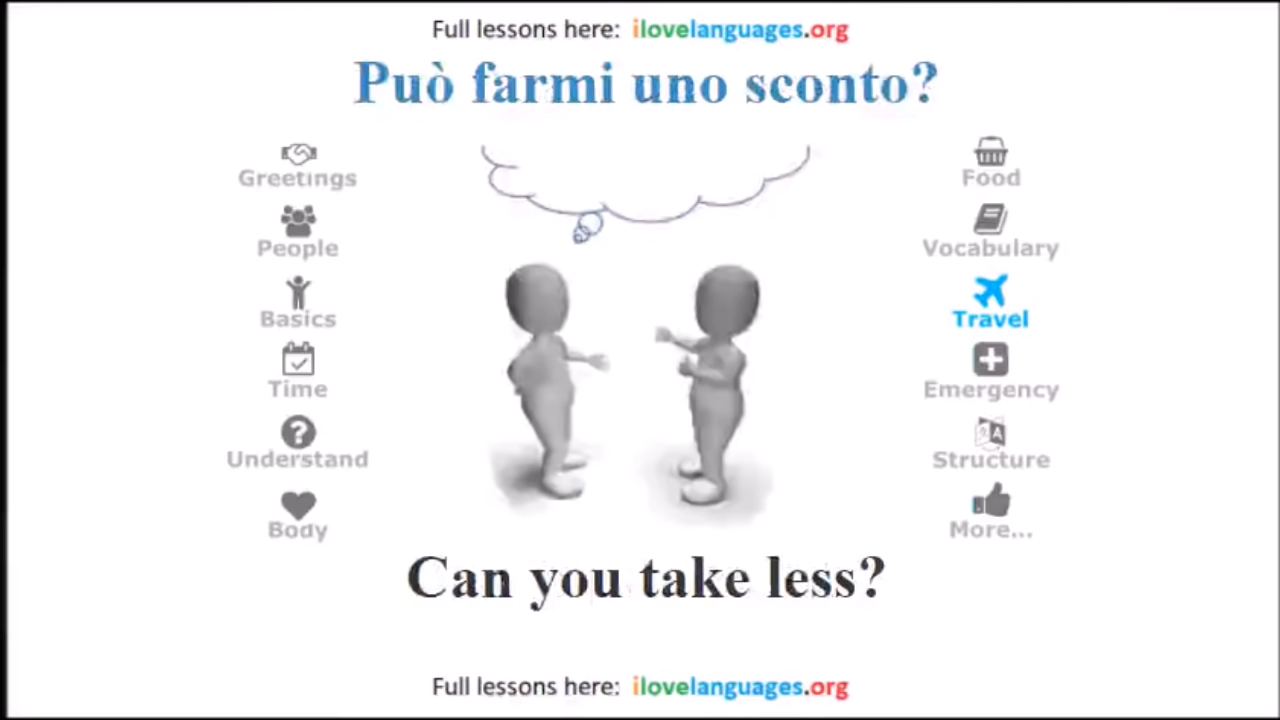 Full lessons here: ilovelanguages.org
Può farmi uno sconto?
Greetings
People
Basics
Time
Understand
Body
Food
Vocabulary
Travel
Emergency
Structure
More...
Can you take less?
Full lessons here: ilovelanguages.org